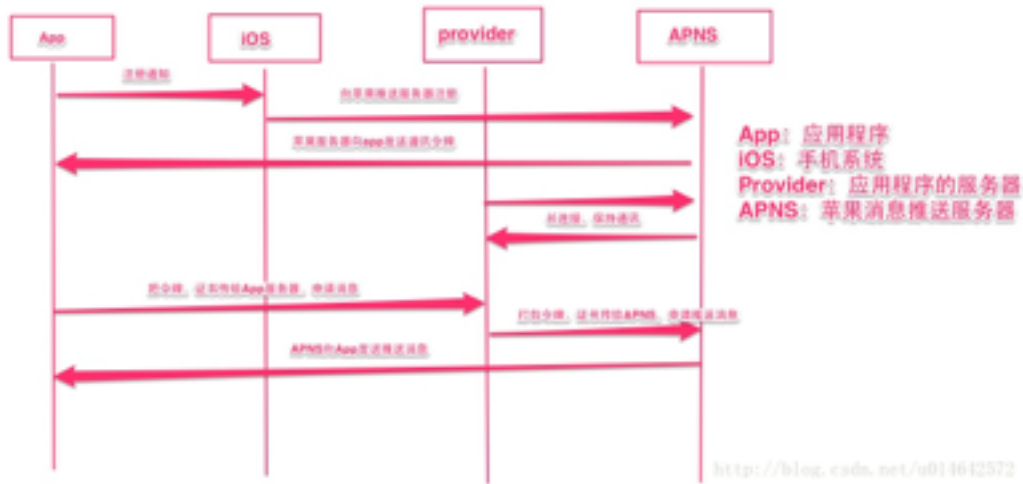 App
iOS
provider
APNS
注册通知
向苹果推送服务器注册
苹果服务器向app发送通讯令牌
App：应用程序
iOS：手机系统
Provider：应用程序的服务器
APNS：苹果消息推送服务器
长连接，保持通讯
把令牌，证书传给App服务器，申请消息
打包令牌，证书传给APNS，申请推送消息
APNS向App发送推送消息
http://blog.csdn.net/u014642572